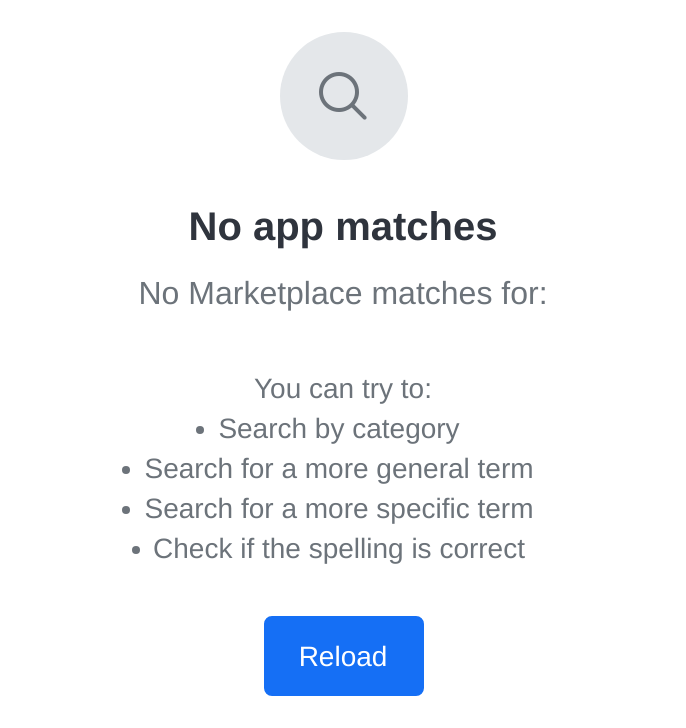 No app matches
No Marketplace matches for:
You can try to:
• Search by category
• Search for a more general term
• Search for a more specific term
• Check if the spelling is correct
Reload